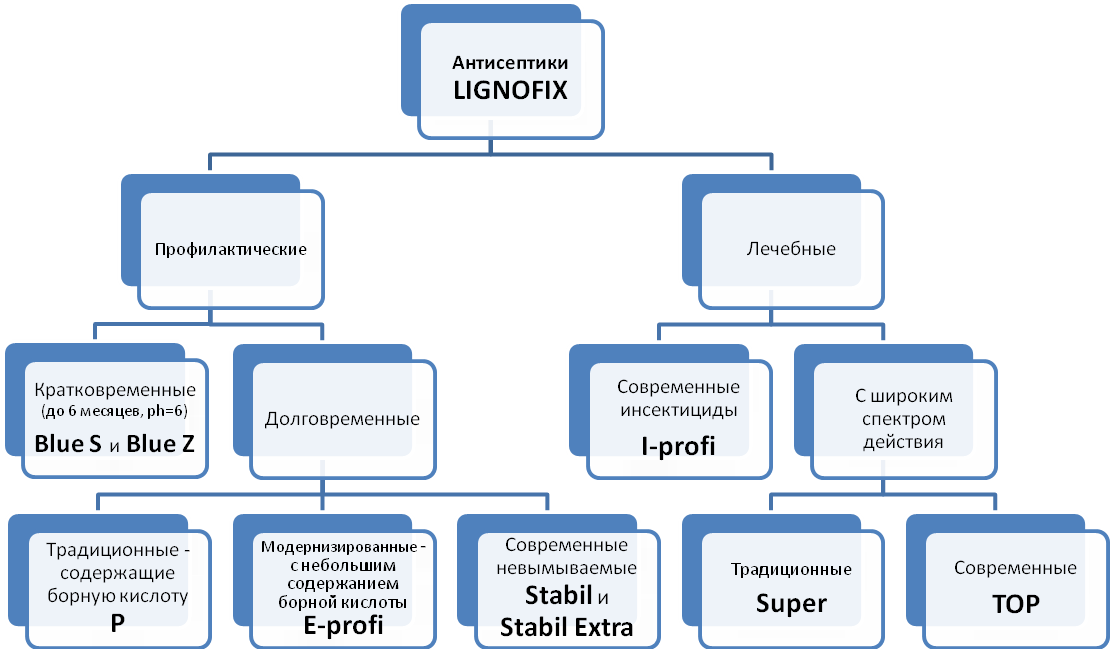 Антисептики
LIGNOFIX
Профилактические
Лечебные
Кратковременные
(до 6 месяцев, ph=6)
Blue S и Blue Z
Долговременные
Современные
инсектициды
I-profi
С широким
спектром
действия
Традиционные -
содержащие
борную кислоту
P
Модернизированные -
с небольшим
содержанием
борной кислоты
E-profi
Современные
невымываемые
Stabil и
Stabil Extra
Традиционные
Super
Современные
TOP